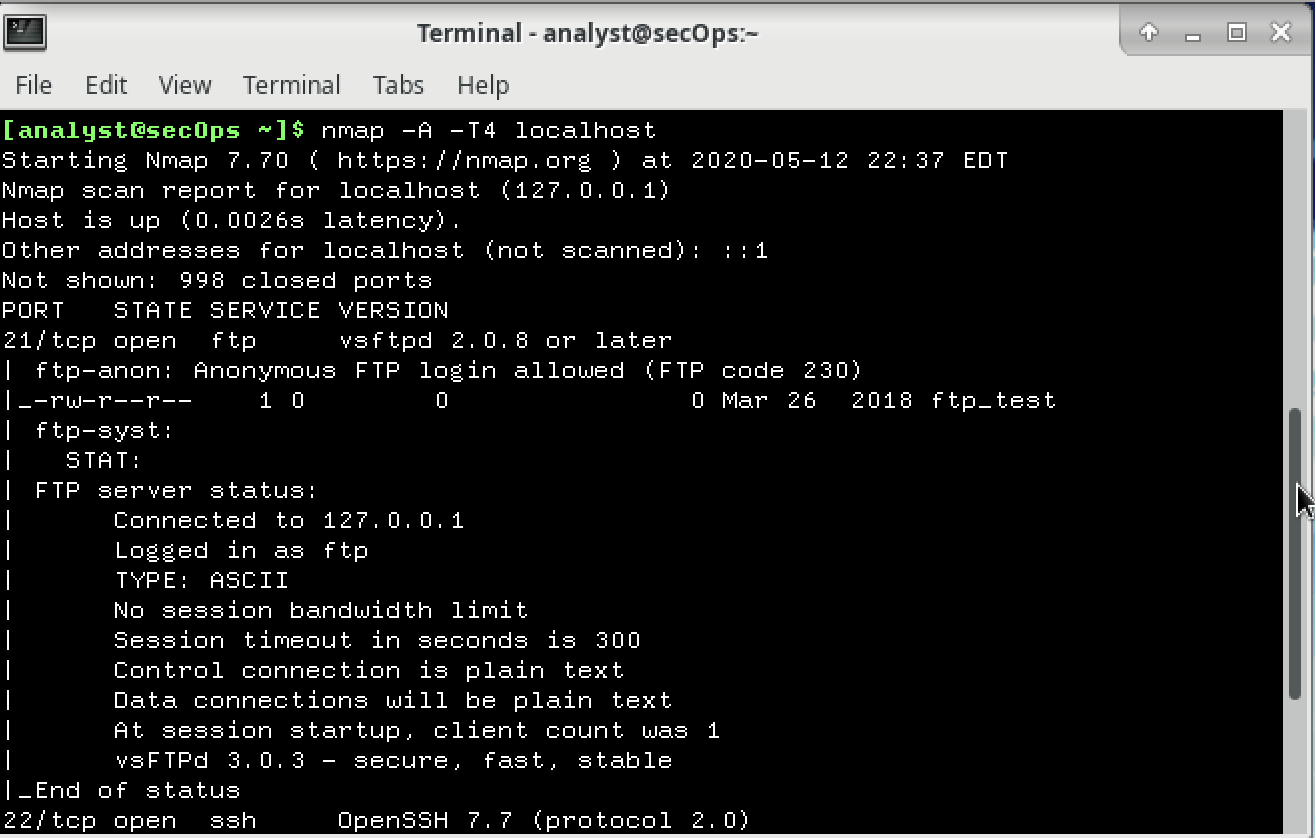 Terminal - analyst@secOps:~
File Edit View Terminal Tabs Help
[analyst@secOps ~]$ nmap -A -T4 localhost
Starting Nmap 7.70 ( https://nmap.org ) at 2020-05-12 22:37 EDT
Nmap scan report for localhost (127.0.0.1)
Host is up (0.0026s latency).
Other addresses for localhost (not scanned): ::1
Not shown: 998 closed ports
PORT   STATE SERVICE VERSION
21/tcp open  ftp     vsftpd 2.0.8 or later
| ftp-anon: Anonymous FTP login allowed (FTP code 230)
|_-rw-r--r--    1 0        0               0 Mar 26  2018 ftp_test
| ftp-syst:
|   STAT:
| FTP server status:
|      Connected to 127.0.0.1
|      Logged in as ftp
|      TYPE: ASCII
|      No session bandwidth limit
|      Session timeout in seconds is 300
|      Control connection is plain text
|      Data connections will be plain text
|      At session startup, client count was 1
|      vsFTPd 3.0.3 - secure, fast, stable
|_End of status
22/tcp open  ssh     OpenSSH 7.7 (protocol 2.0)